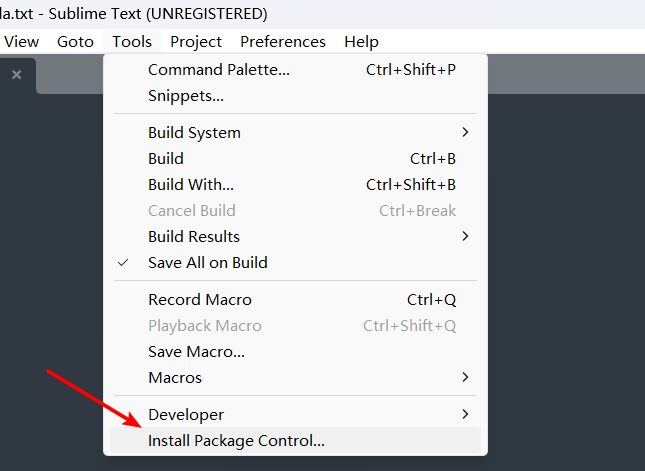 da.txt - Sublime Text (UNREGISTERED)
View Goto Tools Project Preferences Help
Command Palette... Ctrl+Shift+P
Snippets...
Build System
Build Ctrl+B
Build With... Ctrl+Shift+B
Cancel Build Ctrl+Break
Build Results
Save All on Build
Record Macro Ctrl+Q
Playback Macro Ctrl+Shift+Q
Save Macro...
Macros
Developer
Install Package Control...